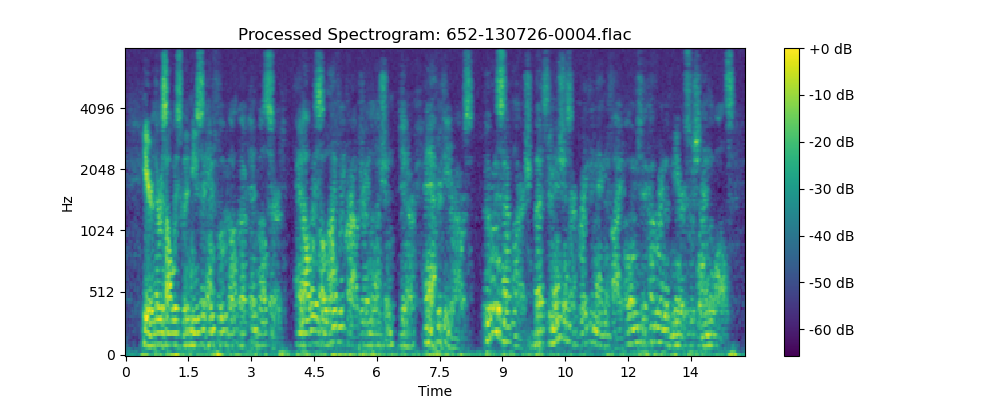 Processed Spectrogram: 652-130726-0004.flac
+0 dB
4096
-10 dB
-20 dB
2048
-30 dB
Hz
1024
-40 dB
512
-50 dB
-60 dB
0
0 1.5 3 4.5 6 7.5 9 10 12 14
Time